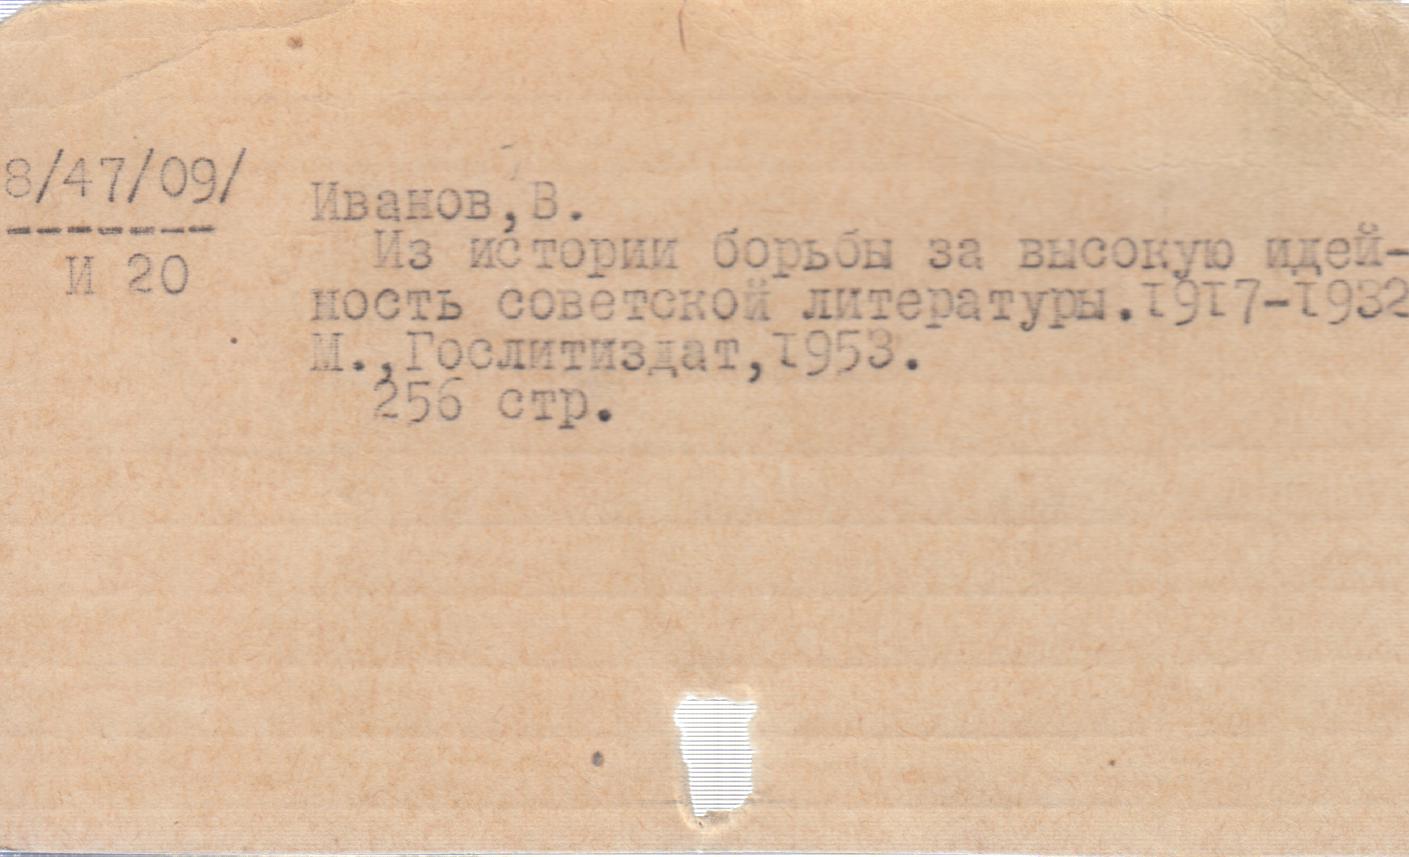 8/47/09/
-------
И 20
Иванов,В.
Из истории борьбы за высокую идей-
ность советской литературы.1917-1932
М.,Гослитиздат,1953.
256 стр.